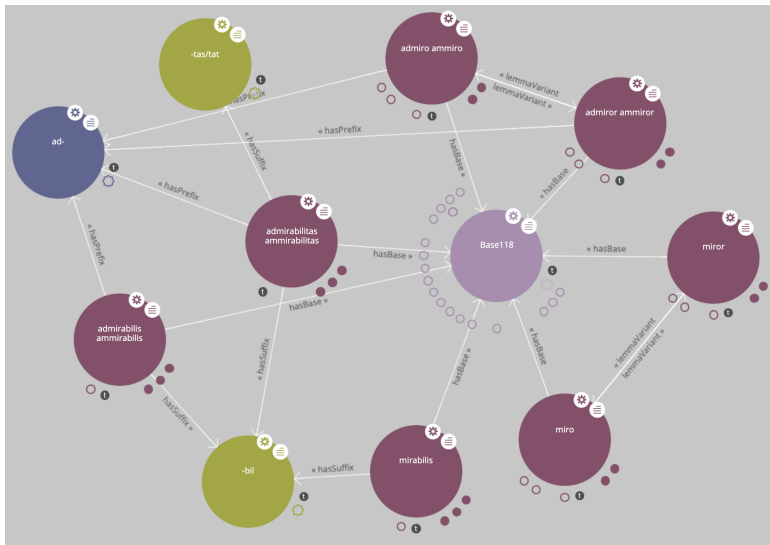 -tas/tat
admiro ammiro
« lemmaVariant
lemmaVariant »
admiror ammiror
hasPrefix
« hasPrefix
ad-
t
t
t
t
« hasSuffix
hasBase »
« hasPrefix
« hasBase
admirabilitas
ammirabilitas
Base118
miror
« hasPrefix
hasBase »
« hasBase
t
t
t
hasBase »
admirabilis
ammirabilis
« hasSuffix
« hasBase
« lemmaVariant
lemmaVariant »
hasBase »
t
hasSuffix »
miro
-bil
« hasSuffix
mirabilis
t
t
t